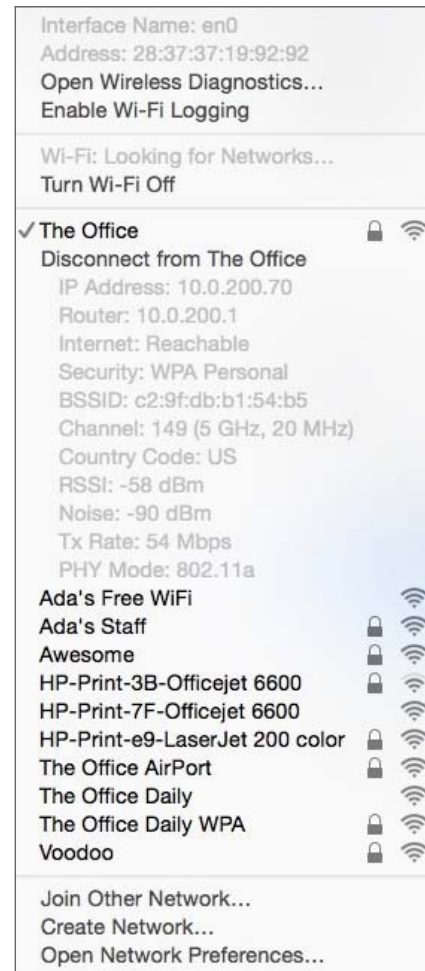 Interface Name: en0
Address: 28:37:37:19:92:92
Open Wireless Diagnostics...
Enable Wi-Fi Logging
Wi-Fi: Looking for Networks...
Turn Wi-Fi Off
✓ The Office
Disconnect from The Office
IP Address: 10.0.200.70
Router: 10.0.200.1
Internet: Reachable
Security: WPA Personal
BSSID: c2:9f:db:b1:54:b5
Channel: 149 (5 GHz, 20 MHz)
Country Code: US
RSSI: -58 dBm
Noise: -90 dBm
Tx Rate: 54 Mbps
PHY Mode: 802.11a
Ada's Free WiFi
Ada's Staff
Awesome
HP-Print-3B-Officejet 6600
HP-Print-7F-Officejet 6600
HP-Print-e9-LaserJet 200 color
The Office AirPort
The Office Daily
The Office Daily WPA
Voodoo
Join Other Network...
Create Network...
Open Network Preferences...